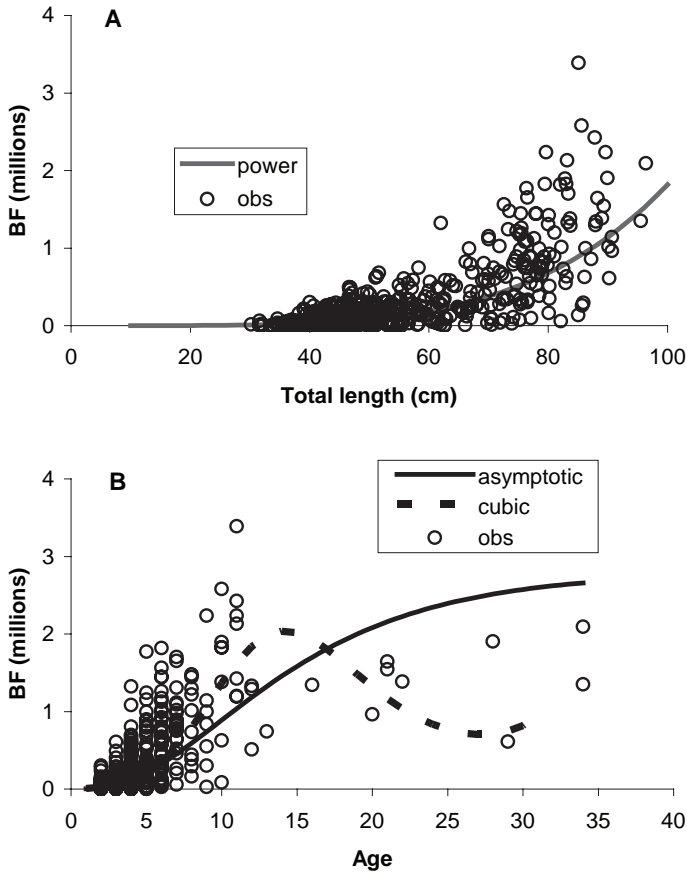 A
4
3
2
1
0
BF (millions)
power
obs
0 20 40 60 80 100
Total length (cm)
B
4
3
2
1
0
BF (millions)
asymptotic
cubic
obs
0 5 10 15 20 25 30 35 40
Age